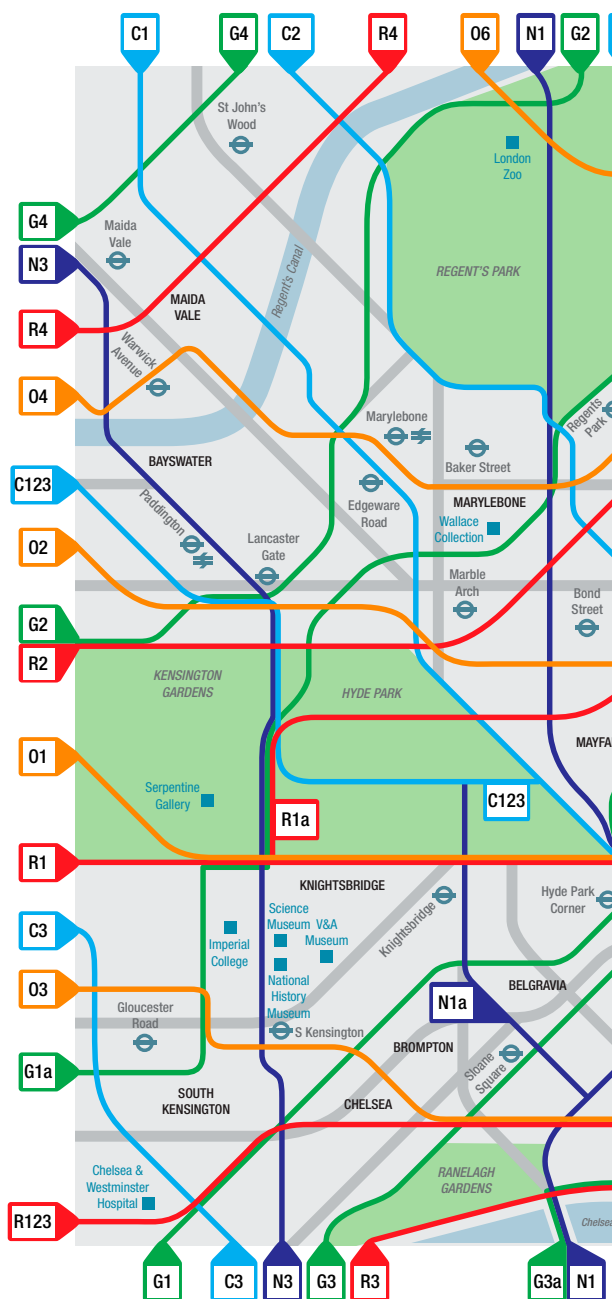 C1
G4
C2
R4
O6
N1
G2
St John's
Wood
London
Zoo
G4
Maida
Vale
N3
Regent's Canal
REGENT'S PARK
MAIDA
VALE
R4
Warwick
Avenue
O4
Regents
Park
Marylebone
Baker Street
BAYSWATER
C123
Paddington
Edgeware
Road
MARYLEBONE
Wallace
Collection
O2
Lancaster
Gate
Marble
Arch
Bond
Street
G2
R2
KENSINGTON
GARDENS
HYDE PARK
MAYFA
O1
Serpentine
Gallery
R1a
C123
R1
KNIGHTSBRIDGE
Knightsbridge
Hyde Park
Corner
C3
Imperial
College
Science
Museum
V&A
Museum
National
History
Museum
O3
Gloucester
Road
S Kensington
N1a
BELGRAVIA
BROMPTON
Sloane
Square
G1a
SOUTH
KENSINGTON
CHELSEA
Chelsea &
Westminster
Hospital
RANELAGH
GARDENS
R123
Chelsea
G1
C3
N3
G3
R3
G3a
N1